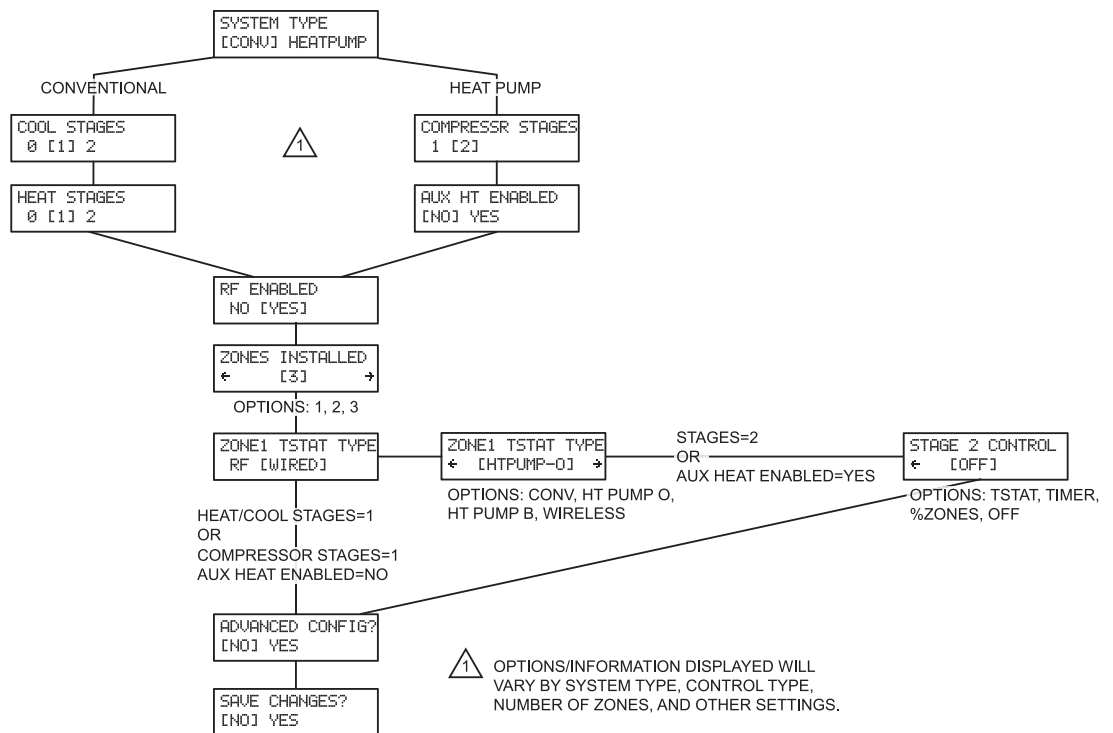 SYSTEM TYPE
[CONV] HEATPUMP
CONVENTIONAL
HEAT PUMP
COOL STAGES
0 [1] 2
1
COMPRESSR STAGES
1 [2]
HEAT STAGES
0 [1] 2
AUX HT ENABLED
[NO] YES
RF ENABLED
NO [YES]
ZONES INSTALLED
← [3] →
OPTIONS: 1, 2, 3
ZONE1 TSTAT TYPE
RF [WIRED]
ZONE1 TSTAT TYPE
← [HTPUMP-O] →
OPTIONS: CONV, HT PUMP O,
HT PUMP B, WIRELESS
STAGES=2
OR
AUX HEAT ENABLED=YES
STAGE 2 CONTROL
← [OFF]
OPTIONS: TSTAT, TIMER,
%ZONES, OFF
HEAT/COOL STAGES=1
OR
COMPRESSOR STAGES=1
AUX HEAT ENABLED=NO
ADVANCED CONFIG?
[NO] YES
SAVE CHANGES?
[NO] YES
1 OPTIONS/INFORMATION DISPLAYED WILL
VARY BY SYSTEM TYPE, CONTROL TYPE,
NUMBER OF ZONES, AND OTHER SETTINGS.